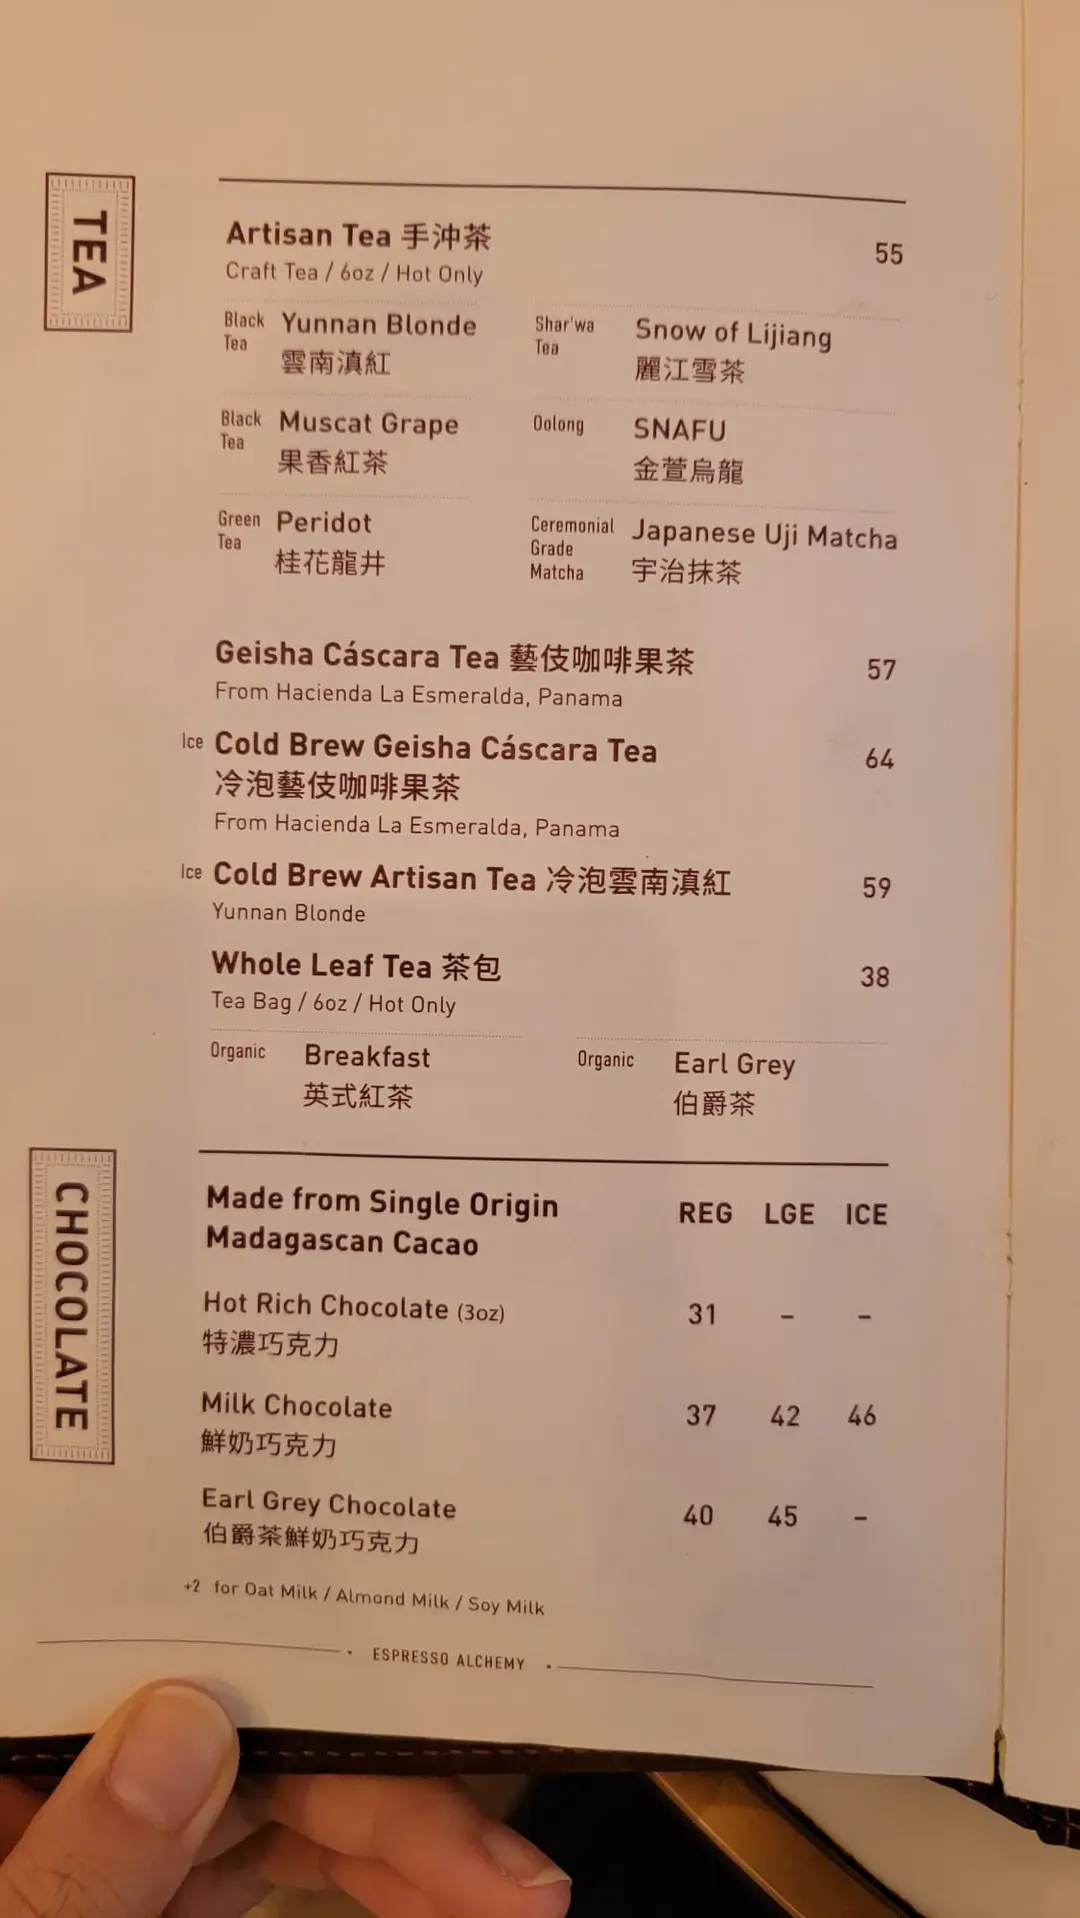 TEA
Artisan Tea 手沖茶 55
Craft Tea / 6oz / Hot Only
Black Tea Yunnan Blonde
雲南滇紅
Shar'wa Tea Snow of Lijiang
麗江雪茶
Black Tea Muscat Grape
果香紅茶
Oolong SNAFU
金萱烏龍
Green Tea Peridot
桂花龍井
Ceremonial Grade Matcha Japanese Uji Matcha
宇治抹茶
Geisha Cáscara Tea 藝伎咖啡果茶 57
From Hacienda La Esmeralda, Panama
Ice Cold Brew Geisha Cáscara Tea 64
冷泡藝伎咖啡果茶
From Hacienda La Esmeralda, Panama
Ice Cold Brew Artisan Tea 冷泡雲南滇紅 59
Yunnan Blonde
Whole Leaf Tea 茶包 38
Tea Bag / 6oz / Hot Only
Organic Breakfast
英式紅茶
Organic Earl Grey
伯爵茶
CHOCOLATE
Made from Single Origin
Madagascan Cacao
REG LGE ICE
Hot Rich Chocolate (3oz) 31 – –
特濃巧克力
Milk Chocolate 37 42 46
鮮奶巧克力
Earl Grey Chocolate 40 45 –
伯爵茶鮮奶巧克力
+2 for Oat Milk / Almond Milk / Soy Milk
ESPRESSO ALCHEMY